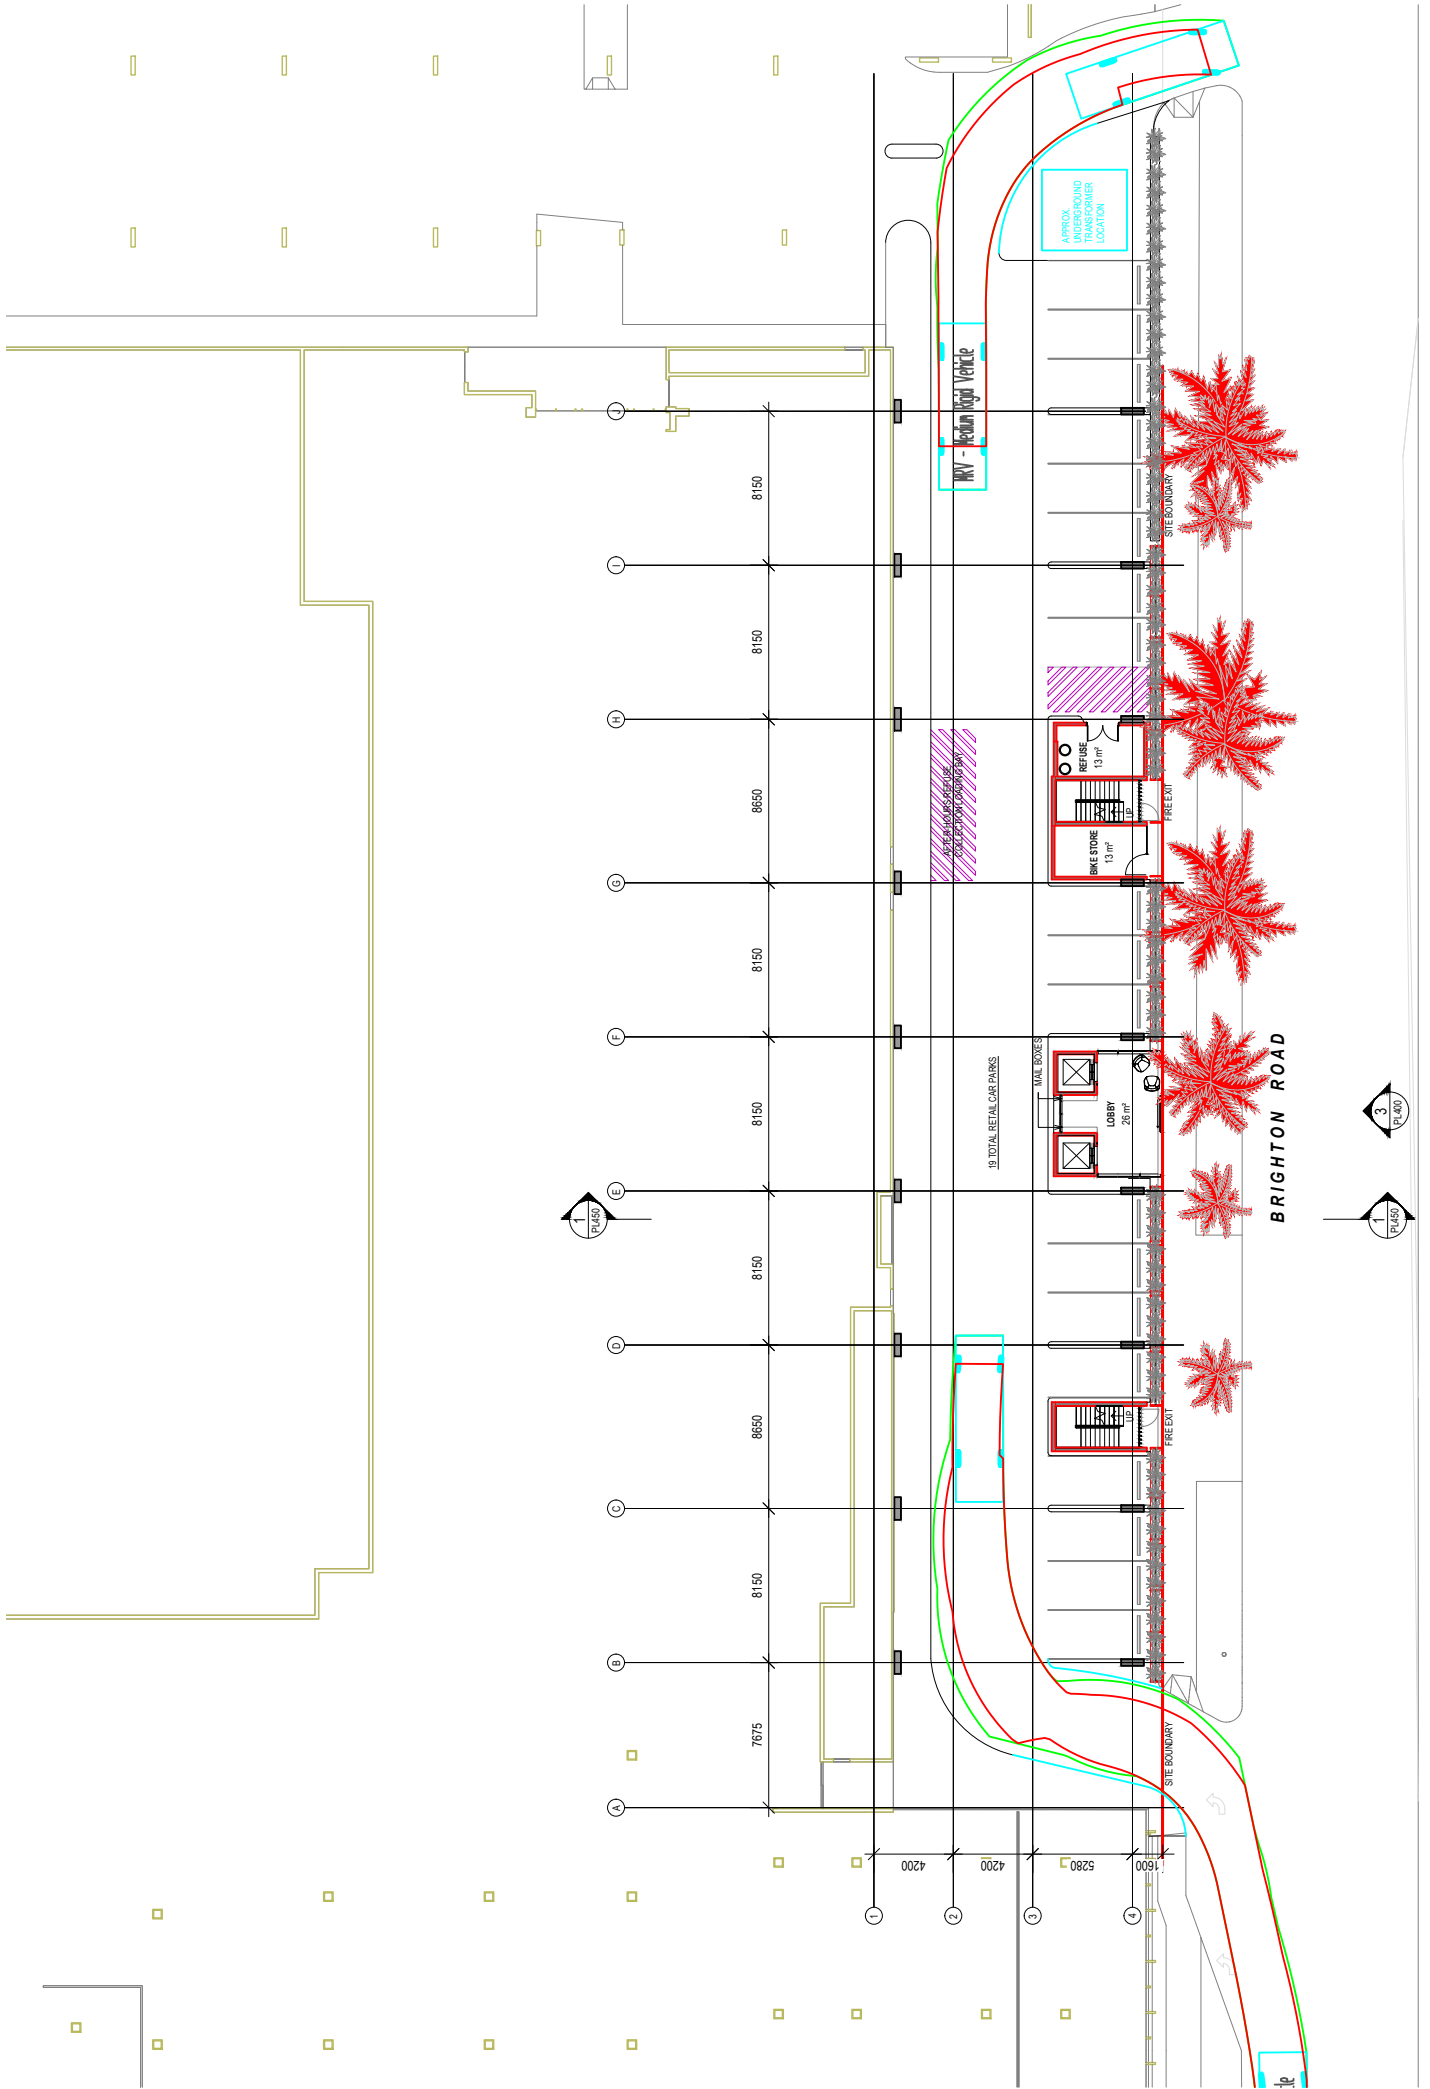 APPROX.
UNDERGROUND
TRANSFORMER
LOCATION
MRV - Medium Rigid Vehicle
J
I
H
G
F
E
D
C
B
A
8150
8150
8650
8150
8150
8150
8650
8150
7675
SITE BOUNDARY
REFUSE
13 m²
UP
FIRE EXIT
BIKE STORE
13 m²
AFTER HOURS REFUSE
COLLECTION LOADING BAY
19 TOTAL RETAIL CAR PARKS
MAIL BOXES
LOBBY
26 m²
BRIGHTON ROAD
1
PL450
3
PL400
1
PL450
UP
FIRE EXIT
SITE BOUNDARY
4200
4200
5280
1600
1
2
3
4
cle